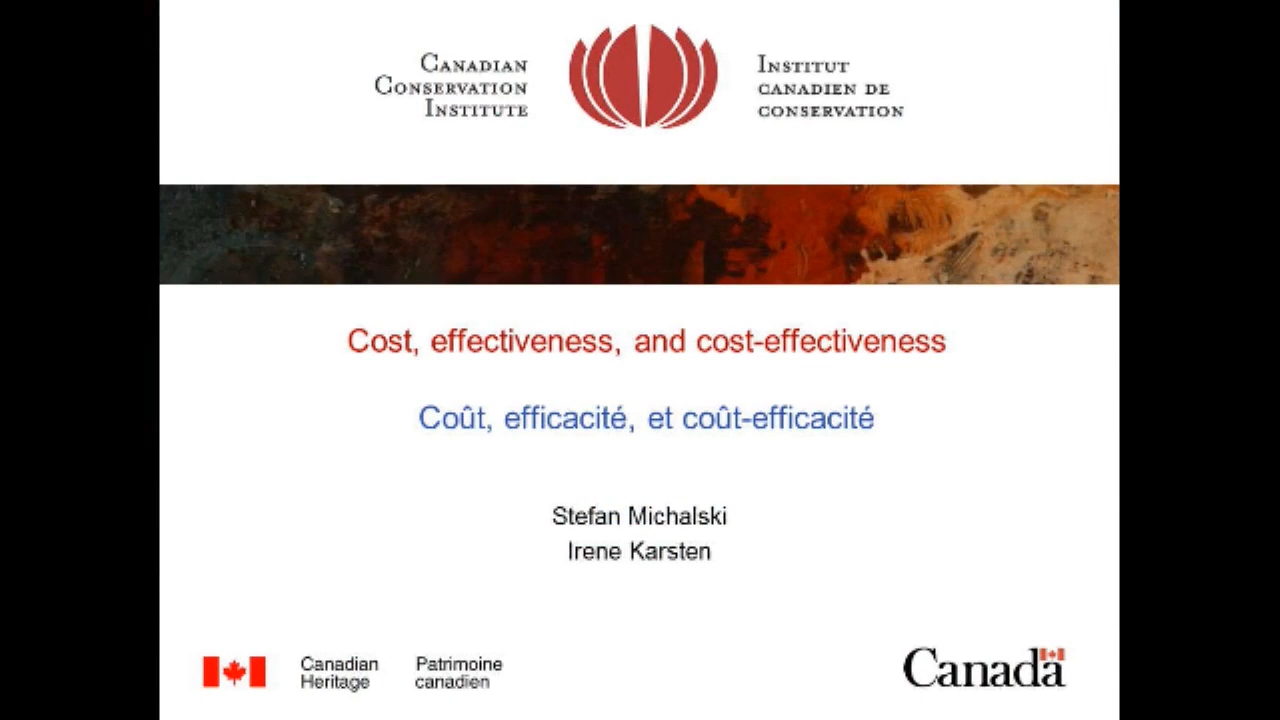 CANADIAN
CONSERVATION
INSTITUTE
INSTITUT
CANADIEN DE
CONSERVATION
Cost, effectiveness, and cost-effectiveness
Coût, efficacité, et coût-efficacité
Stefan Michalski
Irene Karsten
Canadian
Heritage
Patrimoine
canadien
Canada